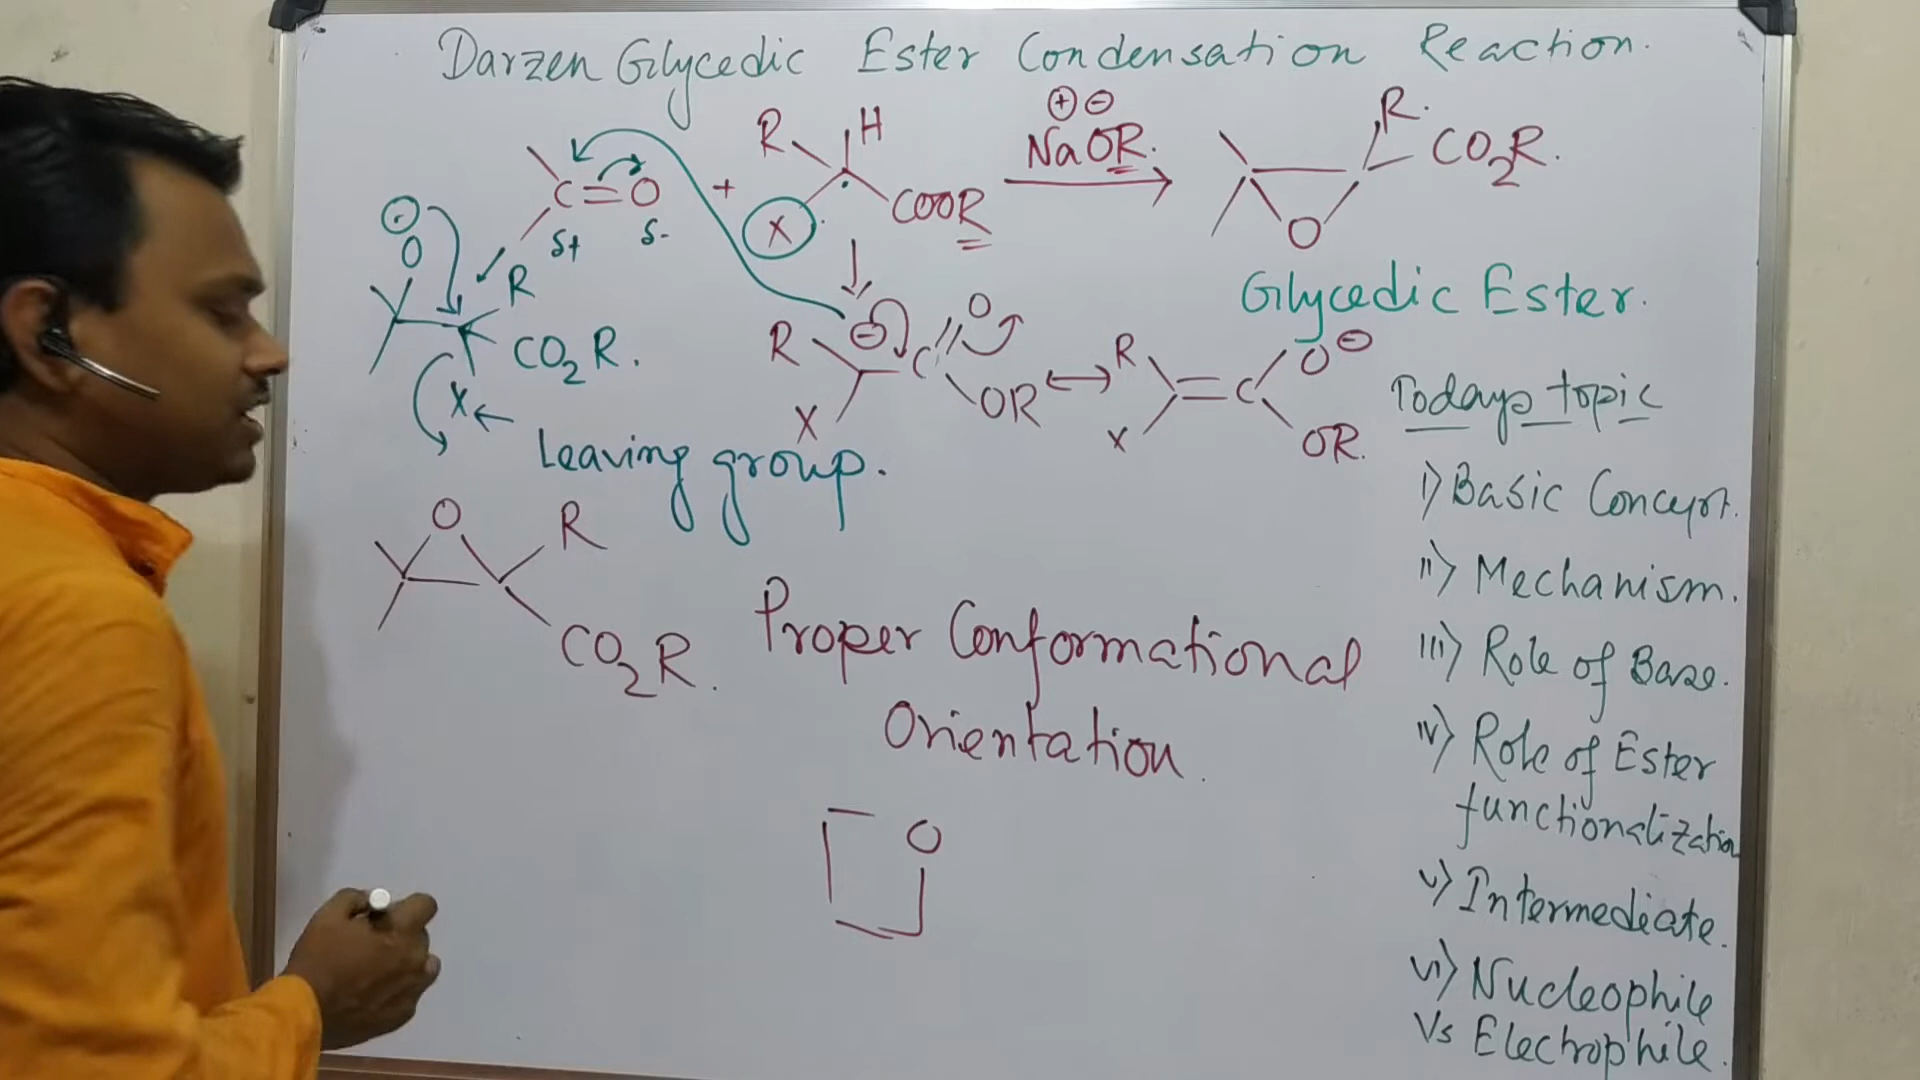 Darzen Glycedic Ester Condensation Reaction.
C=O
δ+ δ-
+
R H
X COOR
⊕ ⊖
NaOR.
R.
CO2R.
O
Glycedic Ester.
⊖
O
R
CO2R.
X
Leaving group.
R ⊖ C O
X OR
R C O ⊖
X OR.
O R
CO2R.
Proper Conformational
Orientation.
O
Todays topic
i) Basic Concept.
ii) Mechanism.
iii) Role of Base.
iv) Role of Ester
functionalization
v) Intermediate.
vi) Nucleophile
Vs Electrophile.